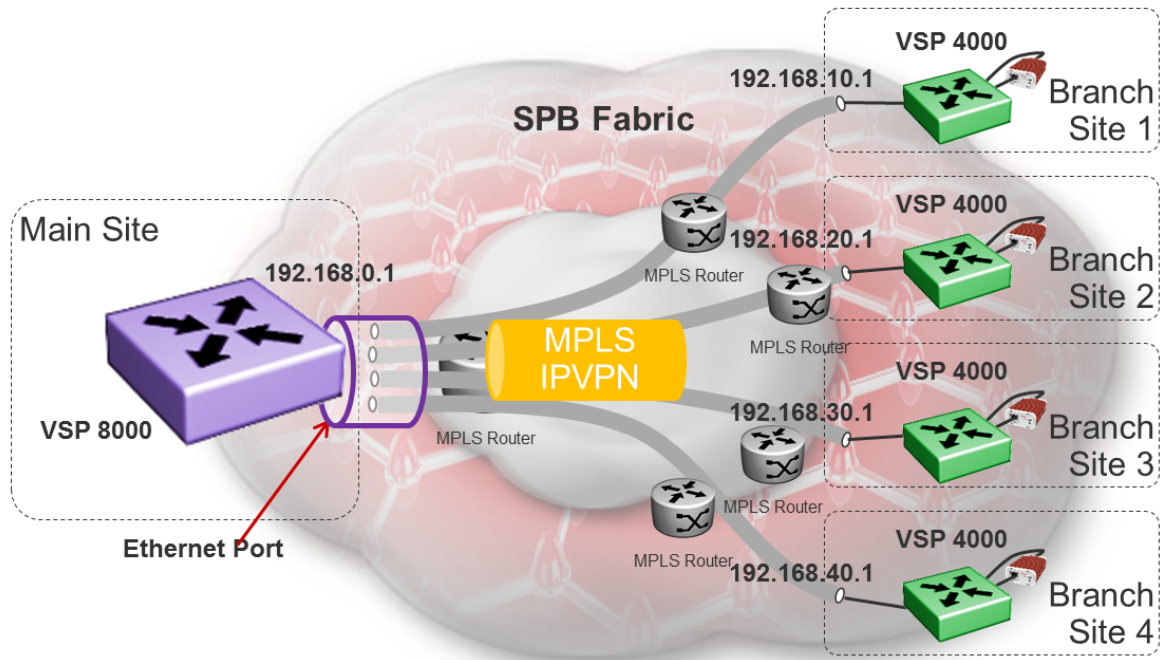 VSP 4000
192.168.10.1
Branch
Site 1
SPB Fabric
Main Site
VSP 4000
192.168.20.1
Branch
Site 2
MPLS Router
192.168.0.1
MPLS Router
MPLS
IPVPN
VSP 4000
192.168.30.1
Branch
Site 3
VSP 8000
MPLS Router
MPLS Router
Ethernet Port
MPLS Router
VSP 4000
192.168.40.1
Branch
Site 4